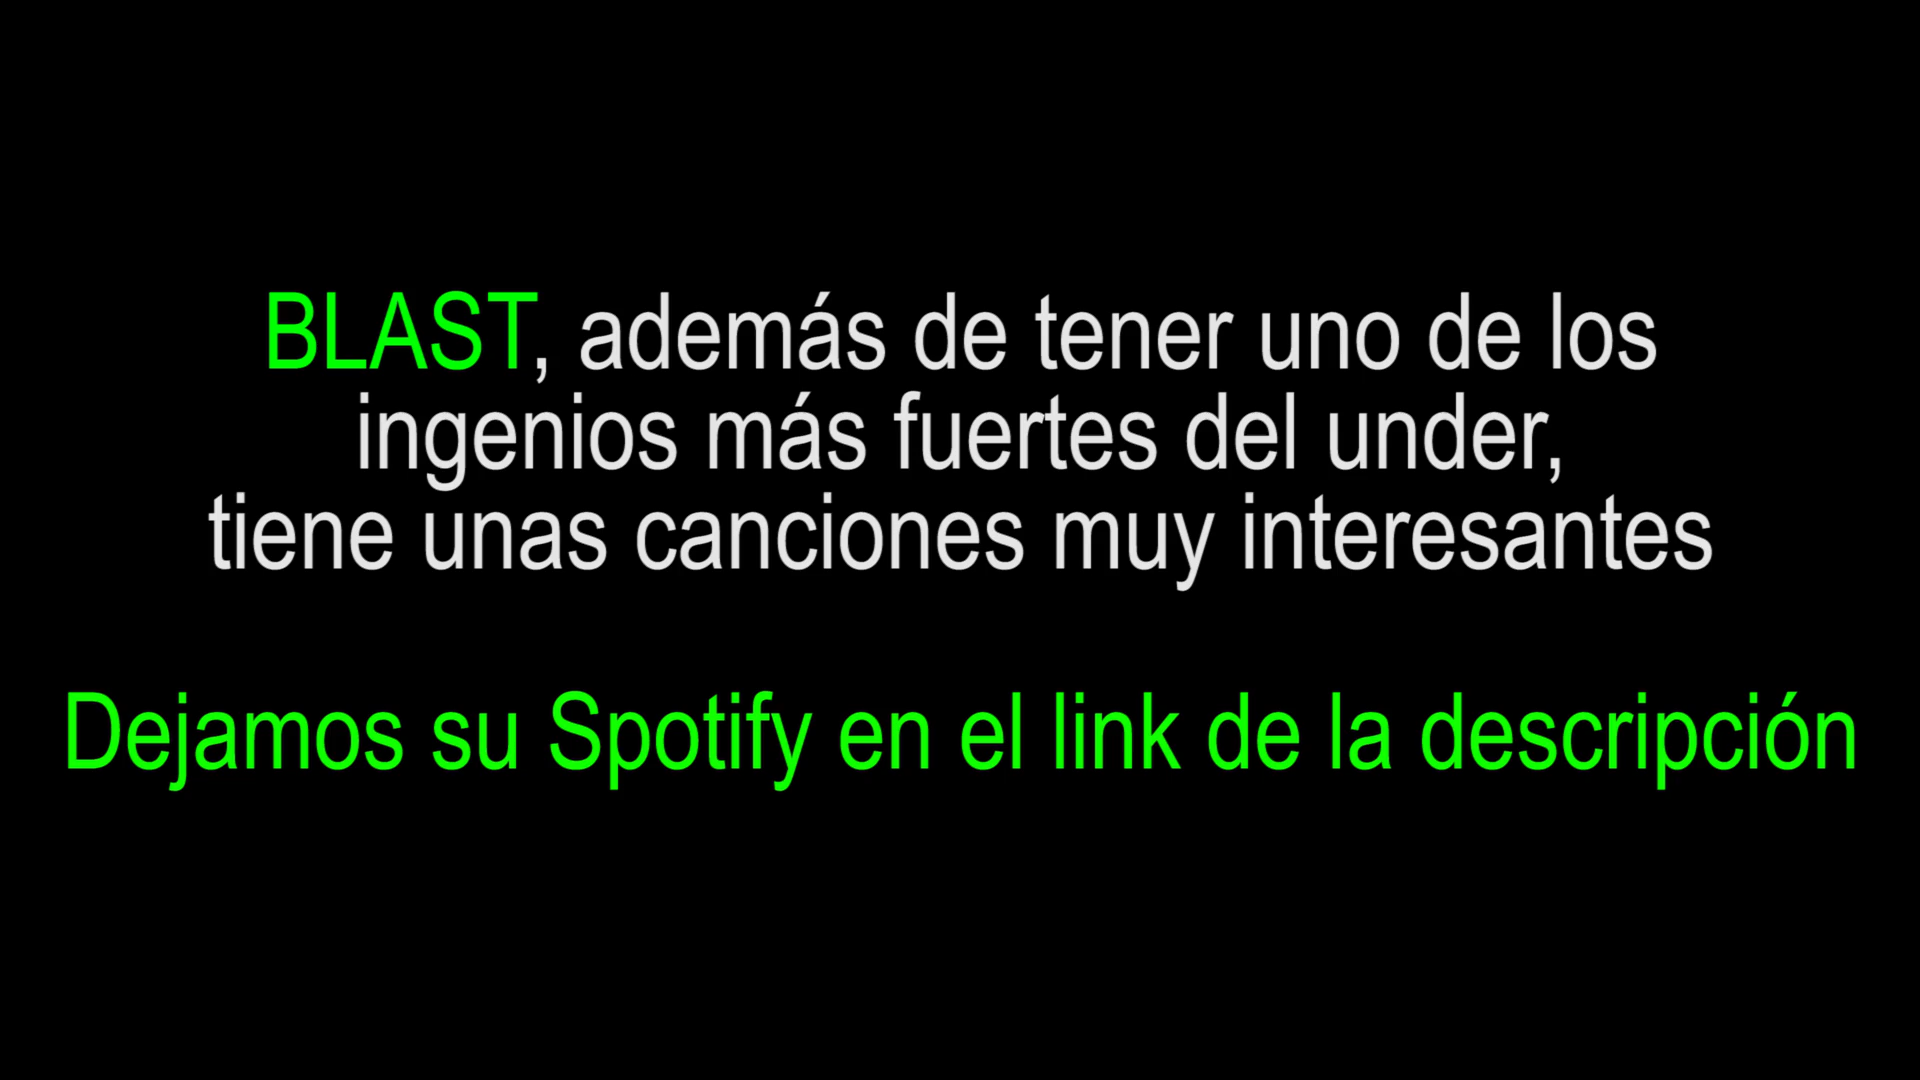 BLAST, además de tener uno de los
ingenios más fuertes del under,
tiene unas canciones muy interesantes
Dejamos su Spotify en el link de la descripción